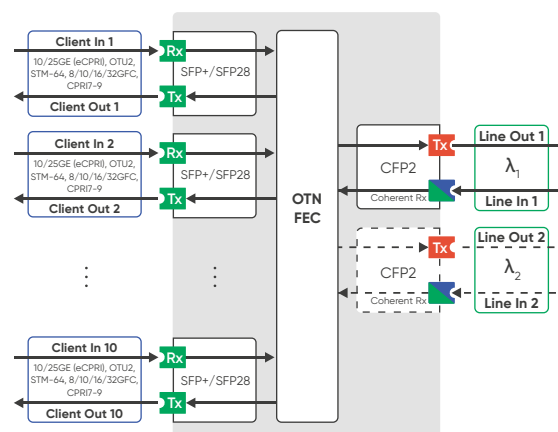 Client In 1
10/25GE (eCPRI), OTU2,
STM-64, 8/10/16/32GFC,
CPRI7-9
Client Out 1
Rx
Tx
SFP+/SFP28
Client In 2
10/25GE (eCPRI), OTU2,
STM-64, 8/10/16/32GFC,
CPRI7-9
Client Out 2
Rx
Tx
SFP+/SFP28
Client In 10
10/25GE (eCPRI), OTU2,
STM-64, 8/10/16/32GFC,
CPRI7-9
Client Out 10
Rx
Tx
SFP+/SFP28
OTN
FEC
CFP2
Coherent Rx
Tx
Line Out 1
λ1
Line In 1
CFP2
Coherent Rx
Tx
Line Out 2
λ2
Line In 2